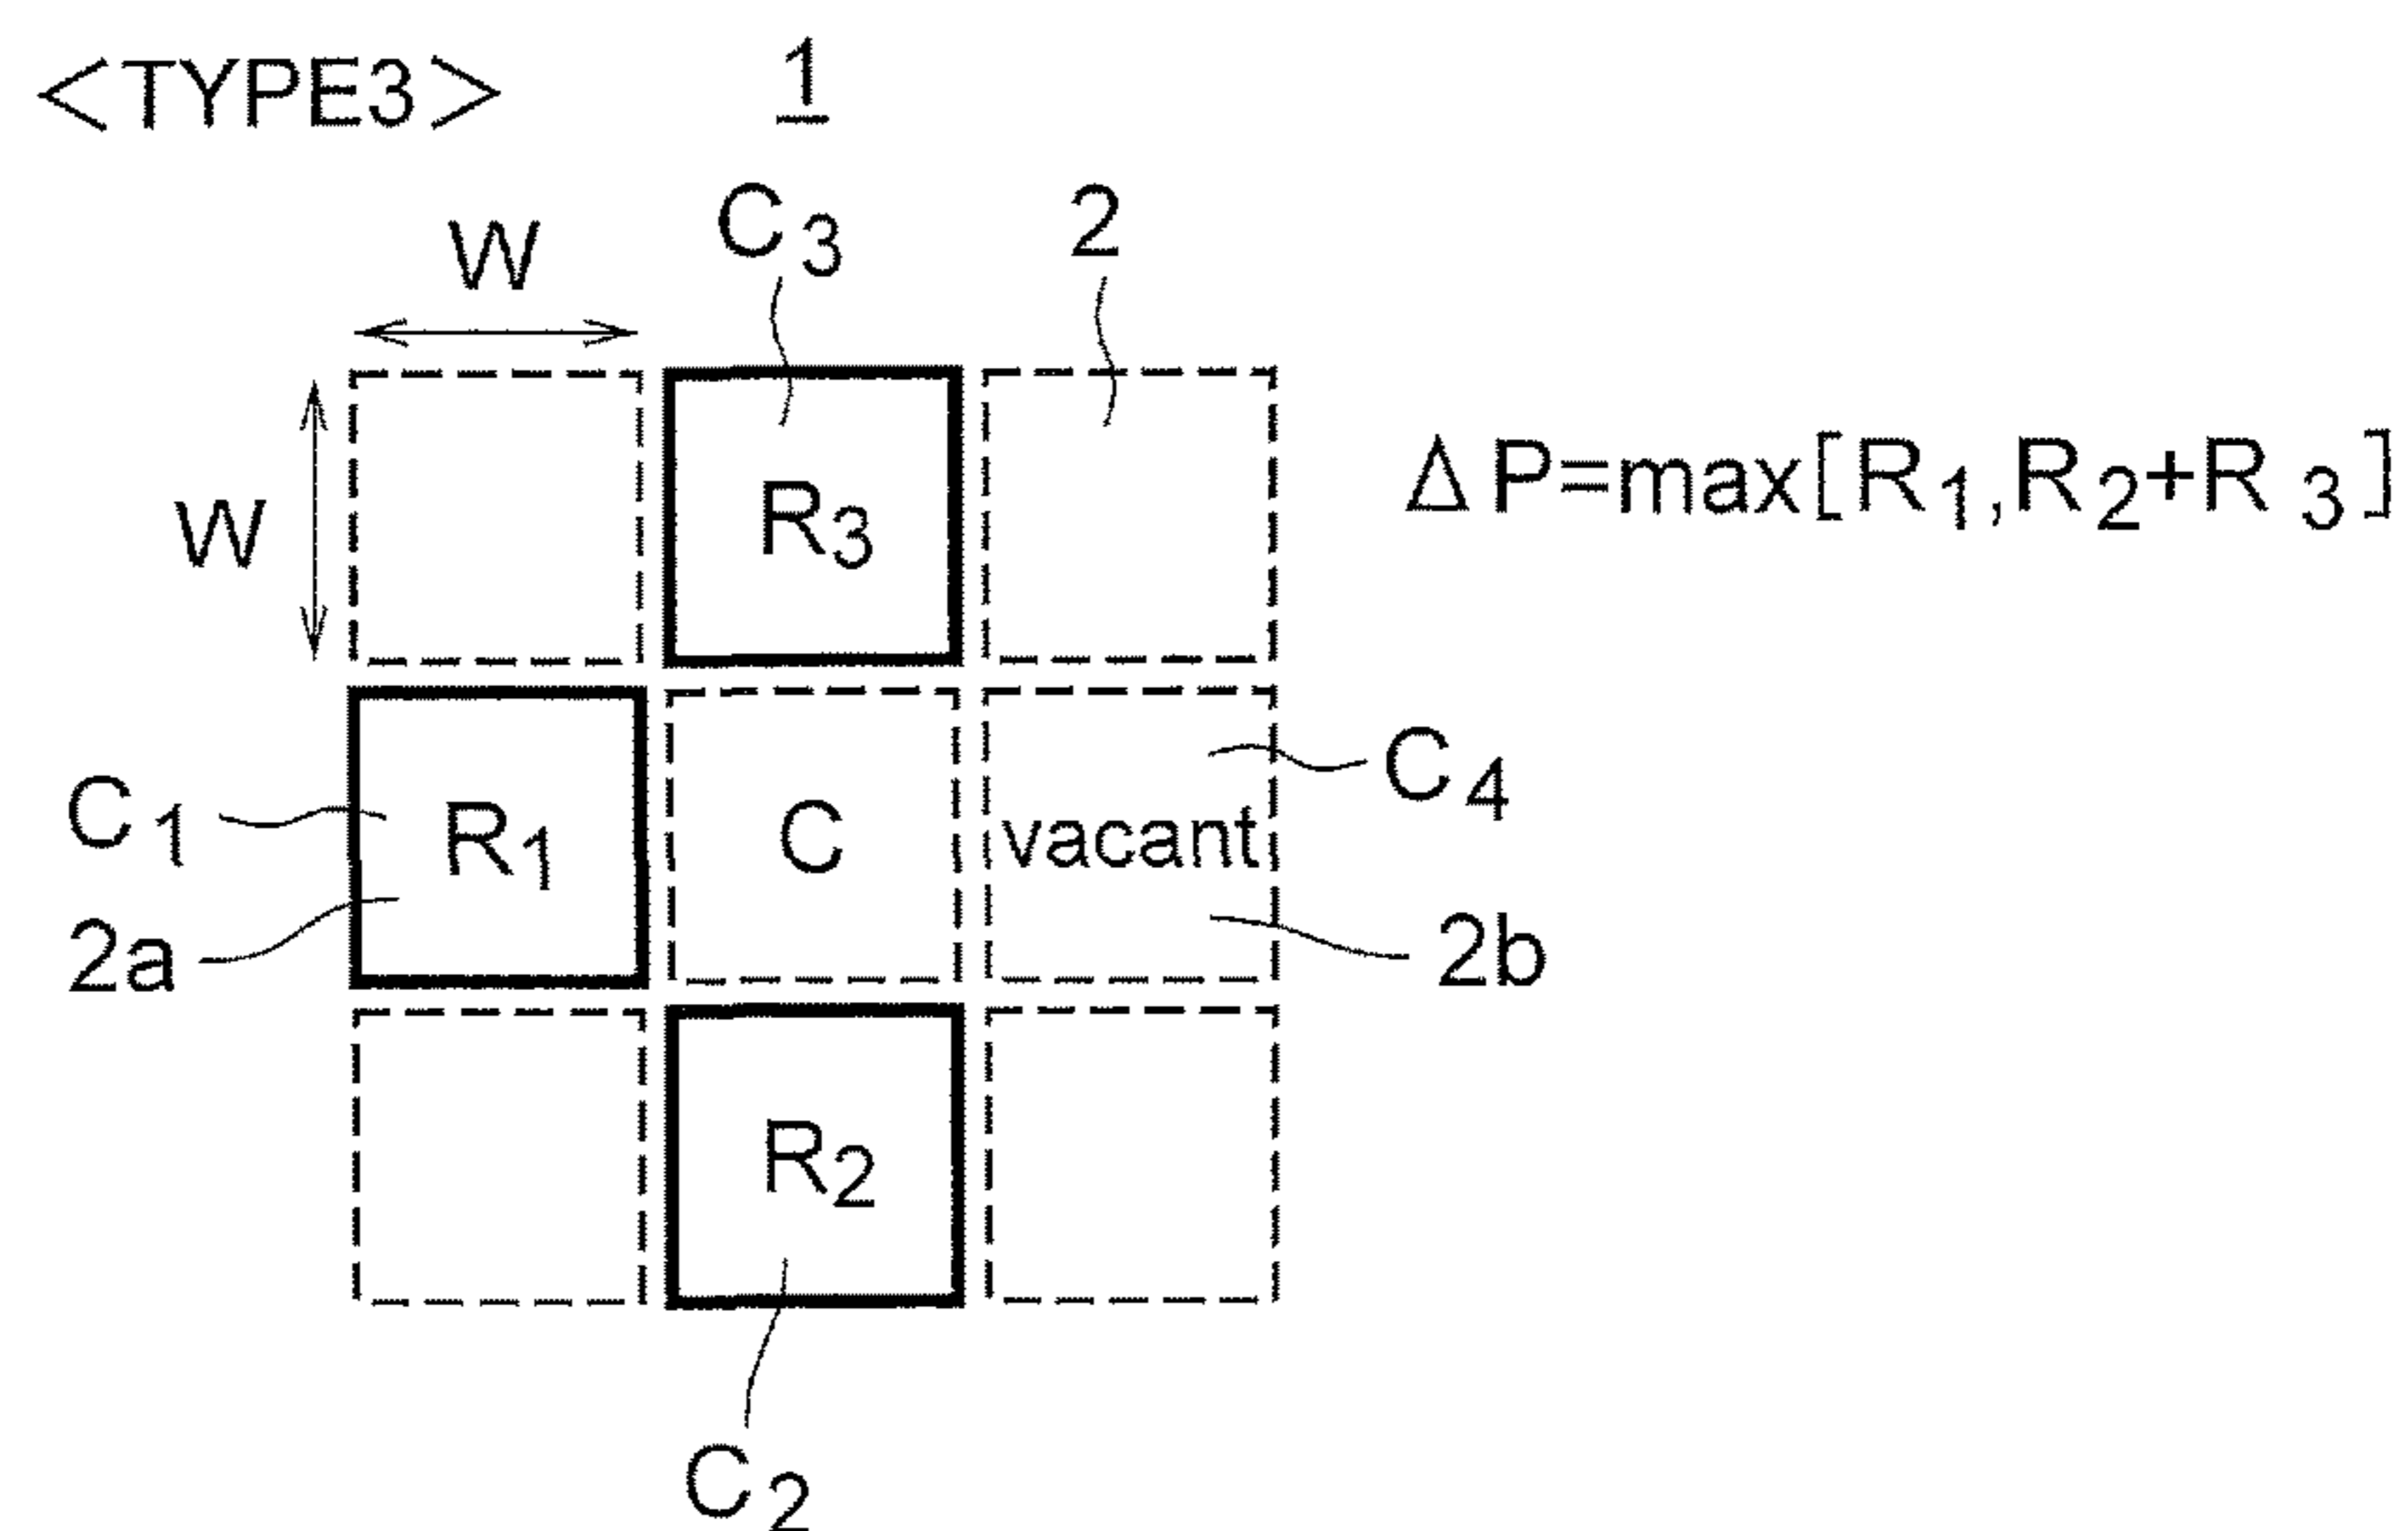 <TYPE3> 1
C3 2
W
W R3 ΔP=max[R1,R2+R3]
C1 R1 C vacant C4
2a 2b
R2
C2